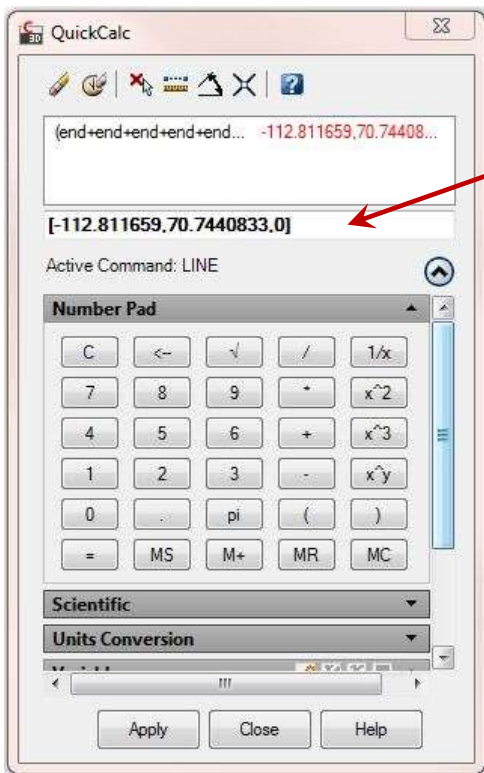 QuickCalc
(end+end+end+end+end... -112.811659,70.74408...
[-112.811659,70.7440833,0]
Active Command: LINE
Number Pad
C <-- √ / 1/x
7 8 9 * x^2
4 5 6 + x^3
1 2 3 - x^y
0 . pi ( )
= MS M+ MR MC
Scientific
Units Conversion
Apply Close Help